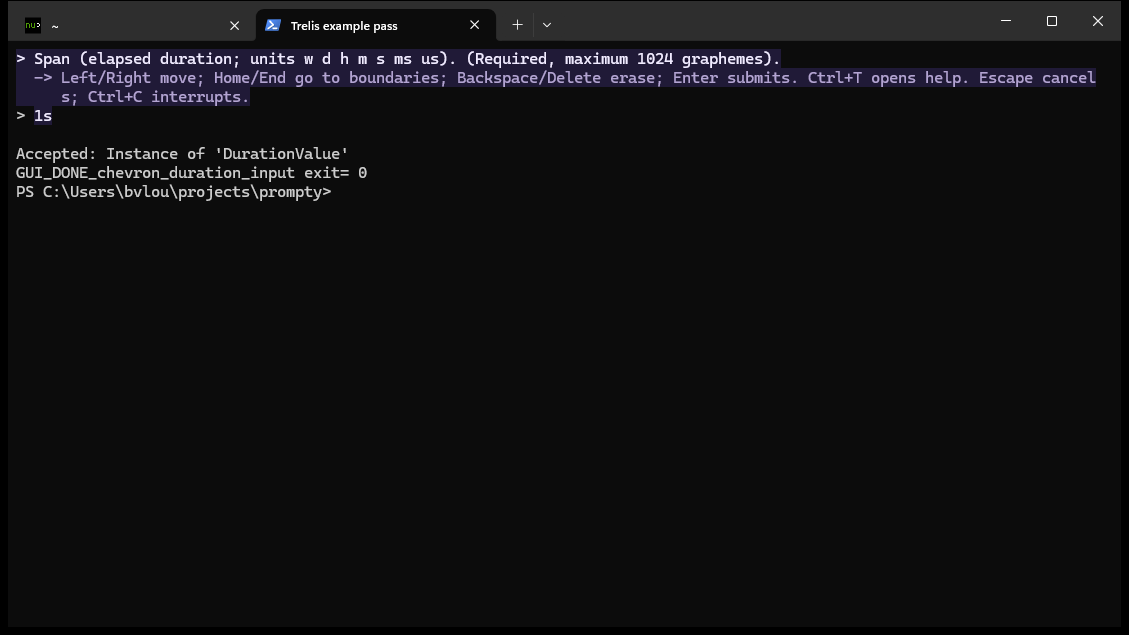 nu> ~
Trelis example pass
> Span (elapsed duration; units w d h m s ms us). (Required, maximum 1024 graphemes).
-> Left/Right move; Home/End go to boundaries; Backspace/Delete erase; Enter submits. Ctrl+T opens help. Escape cancel
s; Ctrl+C interrupts.
> 1s
Accepted: Instance of 'DurationValue'
GUI_DONE_chevron_duration_input exit= 0
PS C:\Users\bvlou\projects\prompty>